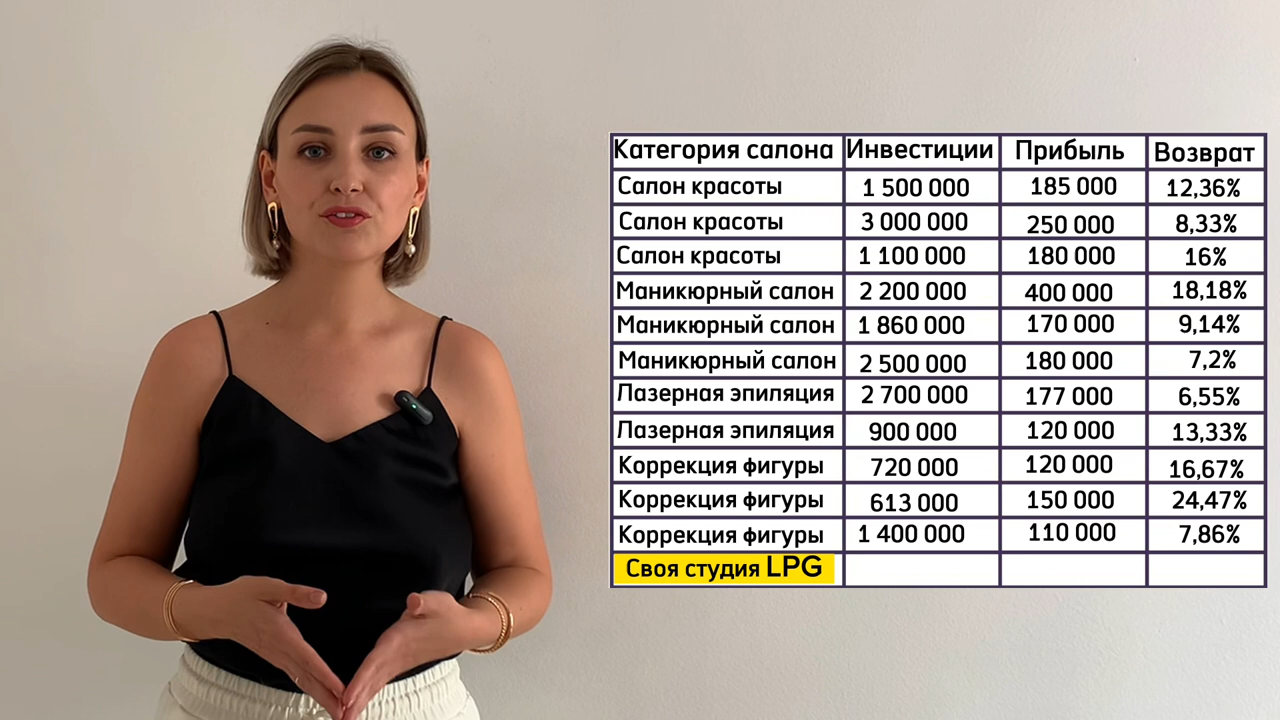 Категория салона Инвестиции Прибыль Возврат
Салон красоты 1 500 000 185 000 12,36%
Салон красоты 3 000 000 250 000 8,33%
Салон красоты 1 100 000 180 000 16%
Маникюрный салон 2 200 000 400 000 18,18%
Маникюрный салон 1 860 000 170 000 9,14%
Маникюрный салон 2 500 000 180 000 7,2%
Лазерная эпиляция 2 700 000 177 000 6,55%
Лазерная эпиляция 900 000 120 000 13,33%
Коррекция фигуры 720 000 120 000 16,67%
Коррекция фигуры 613 000 150 000 24,47%
Коррекция фигуры 1 400 000 110 000 7,86%
Своя студия LPG